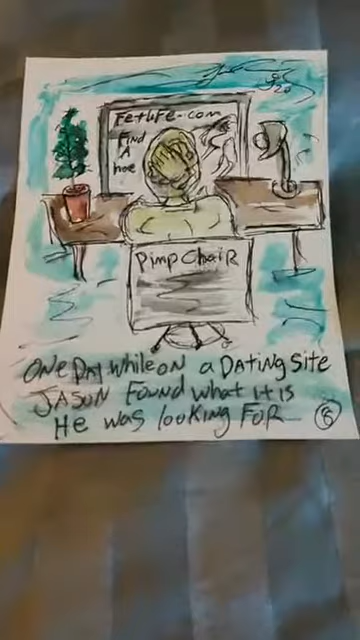 Fetlife-com
Find
A
hoe
Pimp Chair
ONE DAY While ON a DATiNG SiTe
JASON Found what iT iS
He was looking FOR
6